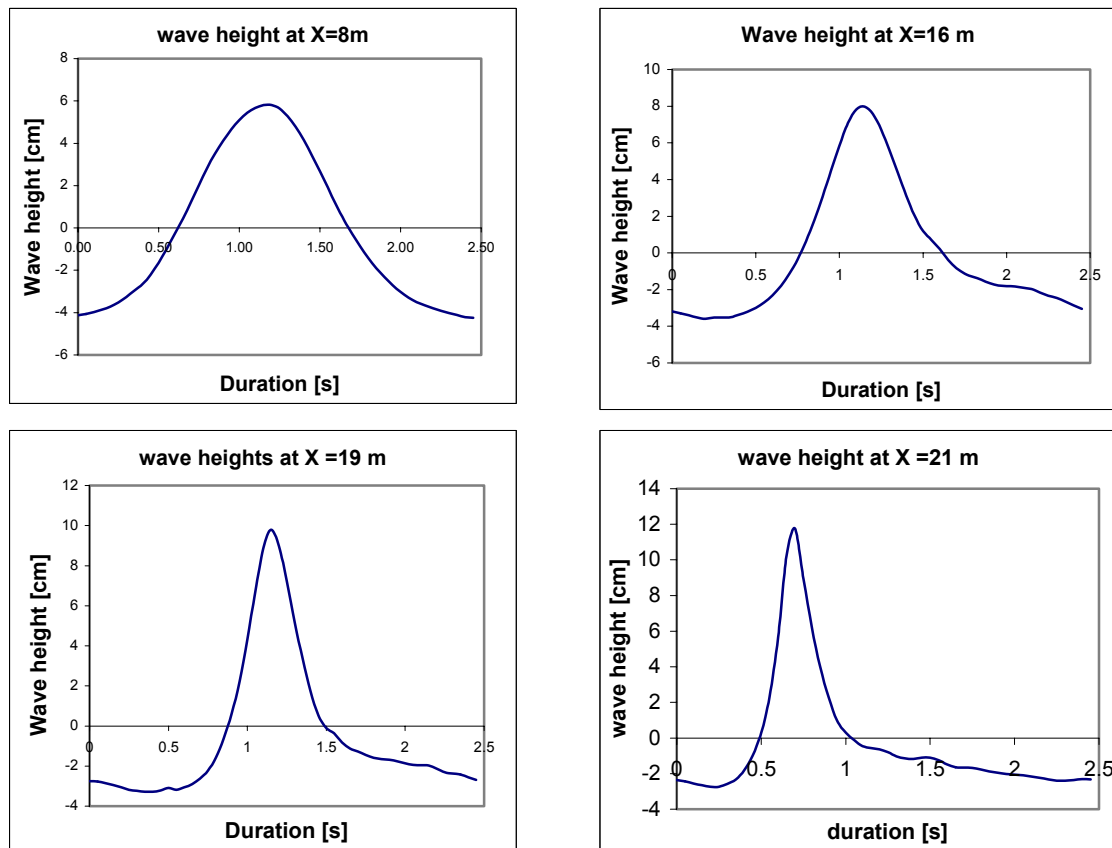 wave height at X=8m
8
6
4
2
0
-2
-4
-6
0.00 0.50 1.00 1.50 2.00 2.50
Wave height [cm]
Duration [s]
Wave height at X=16 m
10
8
6
4
2
0
-2
-4
-6
0 0.5 1 1.5 2 2.5
Wave height [cm]
Duration [s]
wave heights at X =19 m
12
10
8
6
4
2
0
-2
-4
0 0.5 1 1.5 2 2.5
Wave height [cm]
Duration [s]
wave height at X =21 m
14
12
10
8
6
4
2
0
-2
-4
0 0.5 1 1.5 2 2.5
wave height [cm]
duration [s]